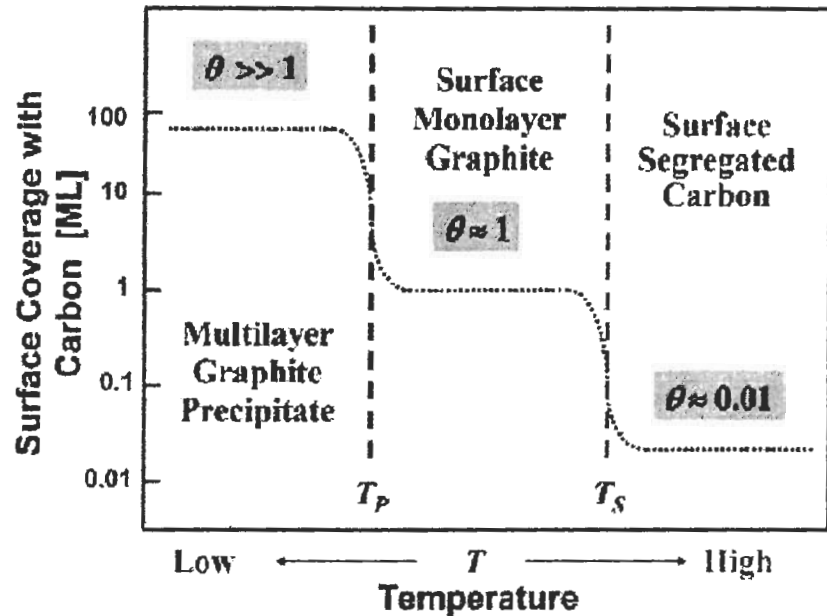 Surface Coverage with
Carbon [ML]
100
10
1
0.1
0.01
θ >> 1
Multilayer
Graphite
Precipitate
Surface
Monolayer
Graphite
θ ≈ 1
Surface
Segregated
Carbon
θ ≈ 0.01
T_P
T_S
Low
T
High
Temperature